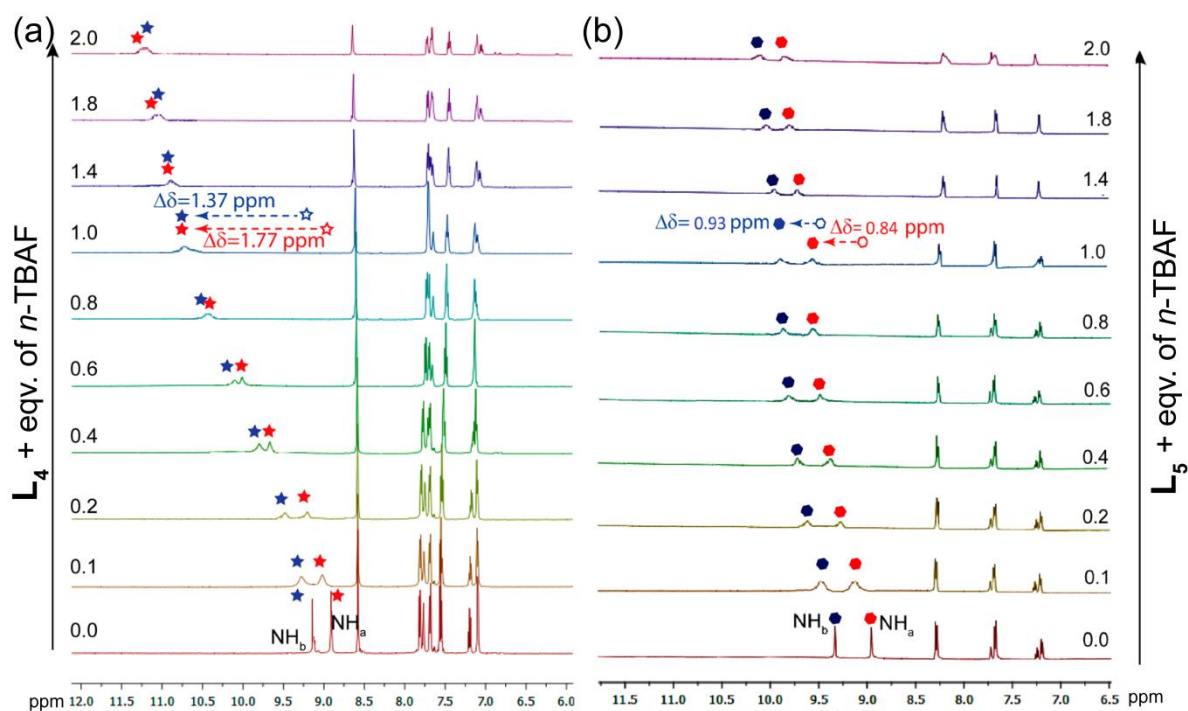 (a)
L4 + eqv. of n-TBAF
2.0
1.8
1.4
Δδ=1.37 ppm
1.0
Δδ=1.77 ppm
0.8
0.6
0.4
0.2
0.1
0.0
NHb
NHa
ppm 12.0 11.5 11.0 10.5 10.0 9.5 9.0 8.5 8.0 7.5 7.0 6.5 6.0
(b)
2.0
1.8
1.4
Δδ= 0.93 ppm
Δδ= 0.84 ppm
1.0
0.8
0.6
0.4
0.2
0.1
NHb
NHa
0.0
11.5 11.0 10.5 10.0 9.5 9.0 8.5 8.0 7.5 7.0 6.5 ppm
L5 + eqv. of n-TBAF